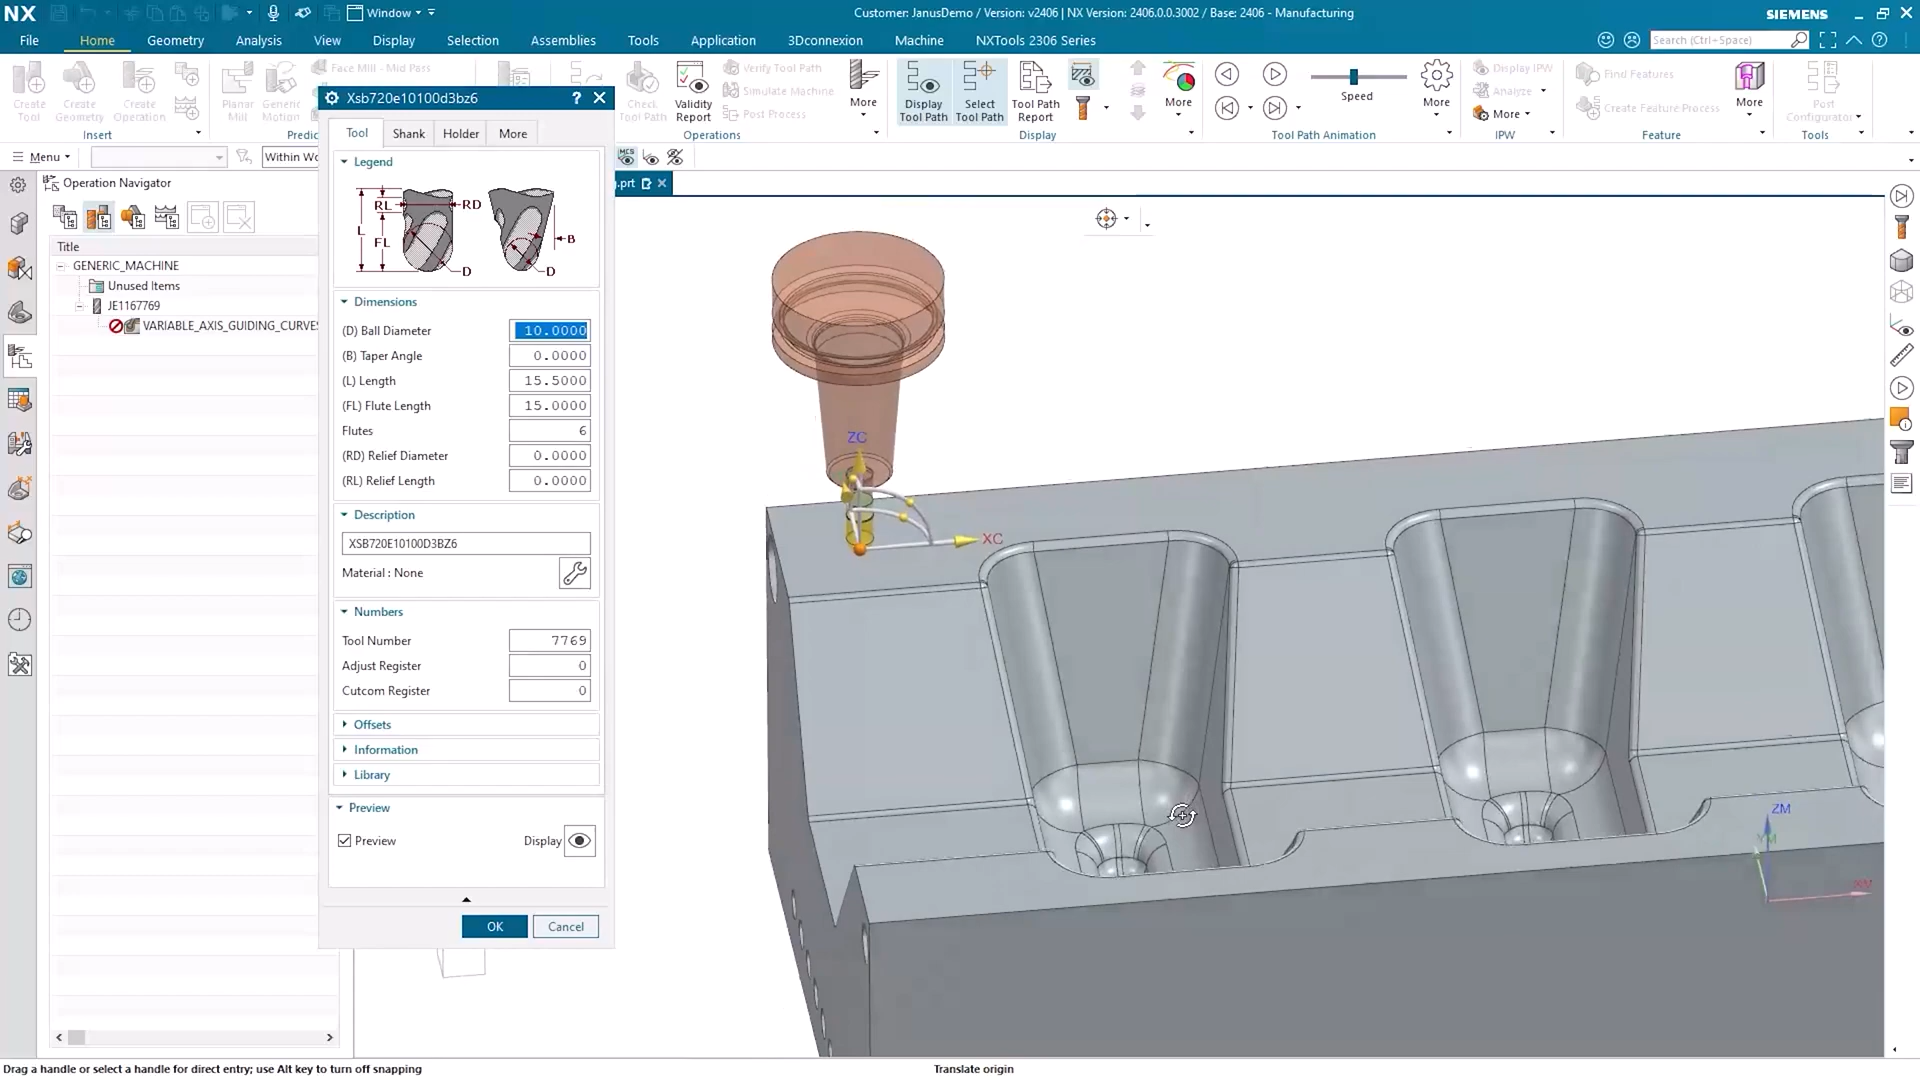 NX
Window
Customer: JanusDemo / Version: v2406 | NX Version: 2406.0.0.3002 / Base: 2406 - Manufacturing
SIEMENS
File
Home
Geometry
Analysis
View
Display
Selection
Assemblies
Tools
Application
3Dconnexion
Machine
NXTools 2306 Series
Search (Ctrl+Space)
Create Tool
Create Geometry
Create Operation
Insert
Planar Mill
Generic Motion
Face Mill - Mid Pass
Check Tool Path
Validity Report
Verify Tool Path
Simulate Machine
Post Process
More
Operations
Display Tool Path
Select Tool Path
Tool Path Report
More
Display
Speed
More
Tool Path Animation
Display IPW
Analyze
More
IPW
Find Features
Create Feature Process
More
Feature
Port Configurator
Tools
Menu
Within Wo
MCS
.prt
Operation Navigator
Title
GENERIC_MACHINE
Unused Items
JE1167769
VARIABLE_AXIS_GUIDING_CURVES
Xsb720e10100d3bz6
Tool
Shank
Holder
More
Legend
RL
RD
L
FL
B
D
D
Dimensions
(D) Ball Diameter 10.0000
(B) Taper Angle 0.0000
(L) Length 15.5000
(FL) Flute Length 15.0000
Flutes 6
(RD) Relief Diameter 0.0000
(RL) Relief Length 0.0000
Description
XSB720E10100D3BZ6
Material : None
Numbers
Tool Number 7769
Adjust Register 0
Cutcom Register 0
Offsets
Information
Library
Preview
Preview
Display
OK
Cancel
ZC
XC
ZM
YM
XM
Drag a handle or select a handle for direct entry; use Alt key to turn off snapping
Translate origin